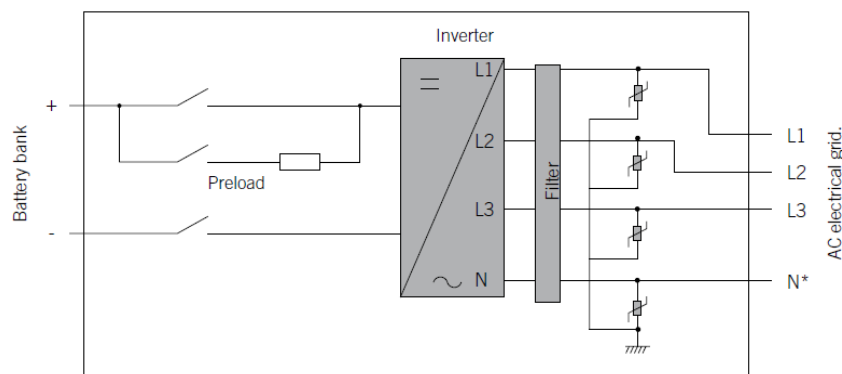 Inverter
L1
+
L1
L2
Battery bank
Preload
Filter
L2
AC electrical grid.
L3
L3
-
N
N*